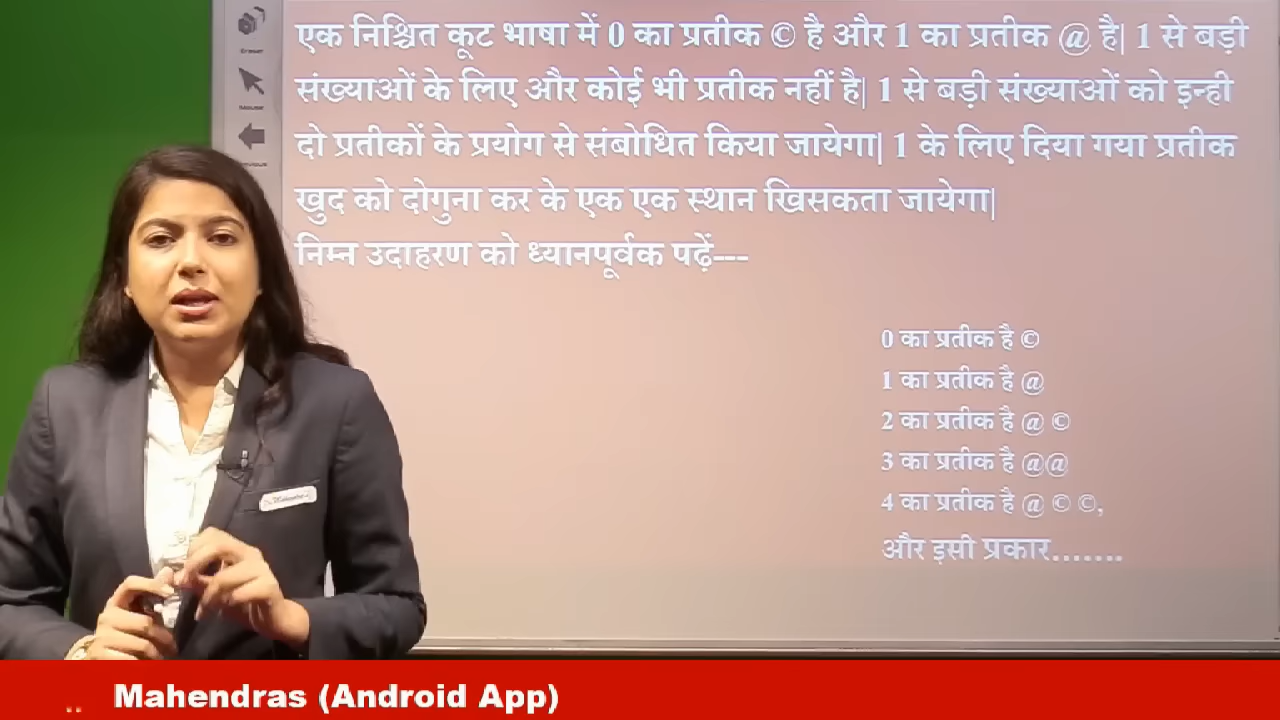 Eraser
Mouse
एक निश्चित कूट भाषा में 0 का प्रतीक © है और 1 का प्रतीक @ है| 1 से बड़ी
संख्याओं के लिए और कोई भी प्रतीक नहीं है| 1 से बड़ी संख्याओं को इन्ही
दो प्रतीकों के प्रयोग से संबोधित किया जायेगा| 1 के लिए दिया गया प्रतीक
खुद को दोगुना कर के एक एक स्थान खिसकता जायेगा|
निम्न उदाहरण को ध्यानपूर्वक पढ़ें---
0 का प्रतीक है ©
1 का प्रतीक है @
2 का प्रतीक है @ ©
3 का प्रतीक है @@
4 का प्रतीक है @ © ©,
और इसी प्रकार.......
.. Mahendras (Android App)